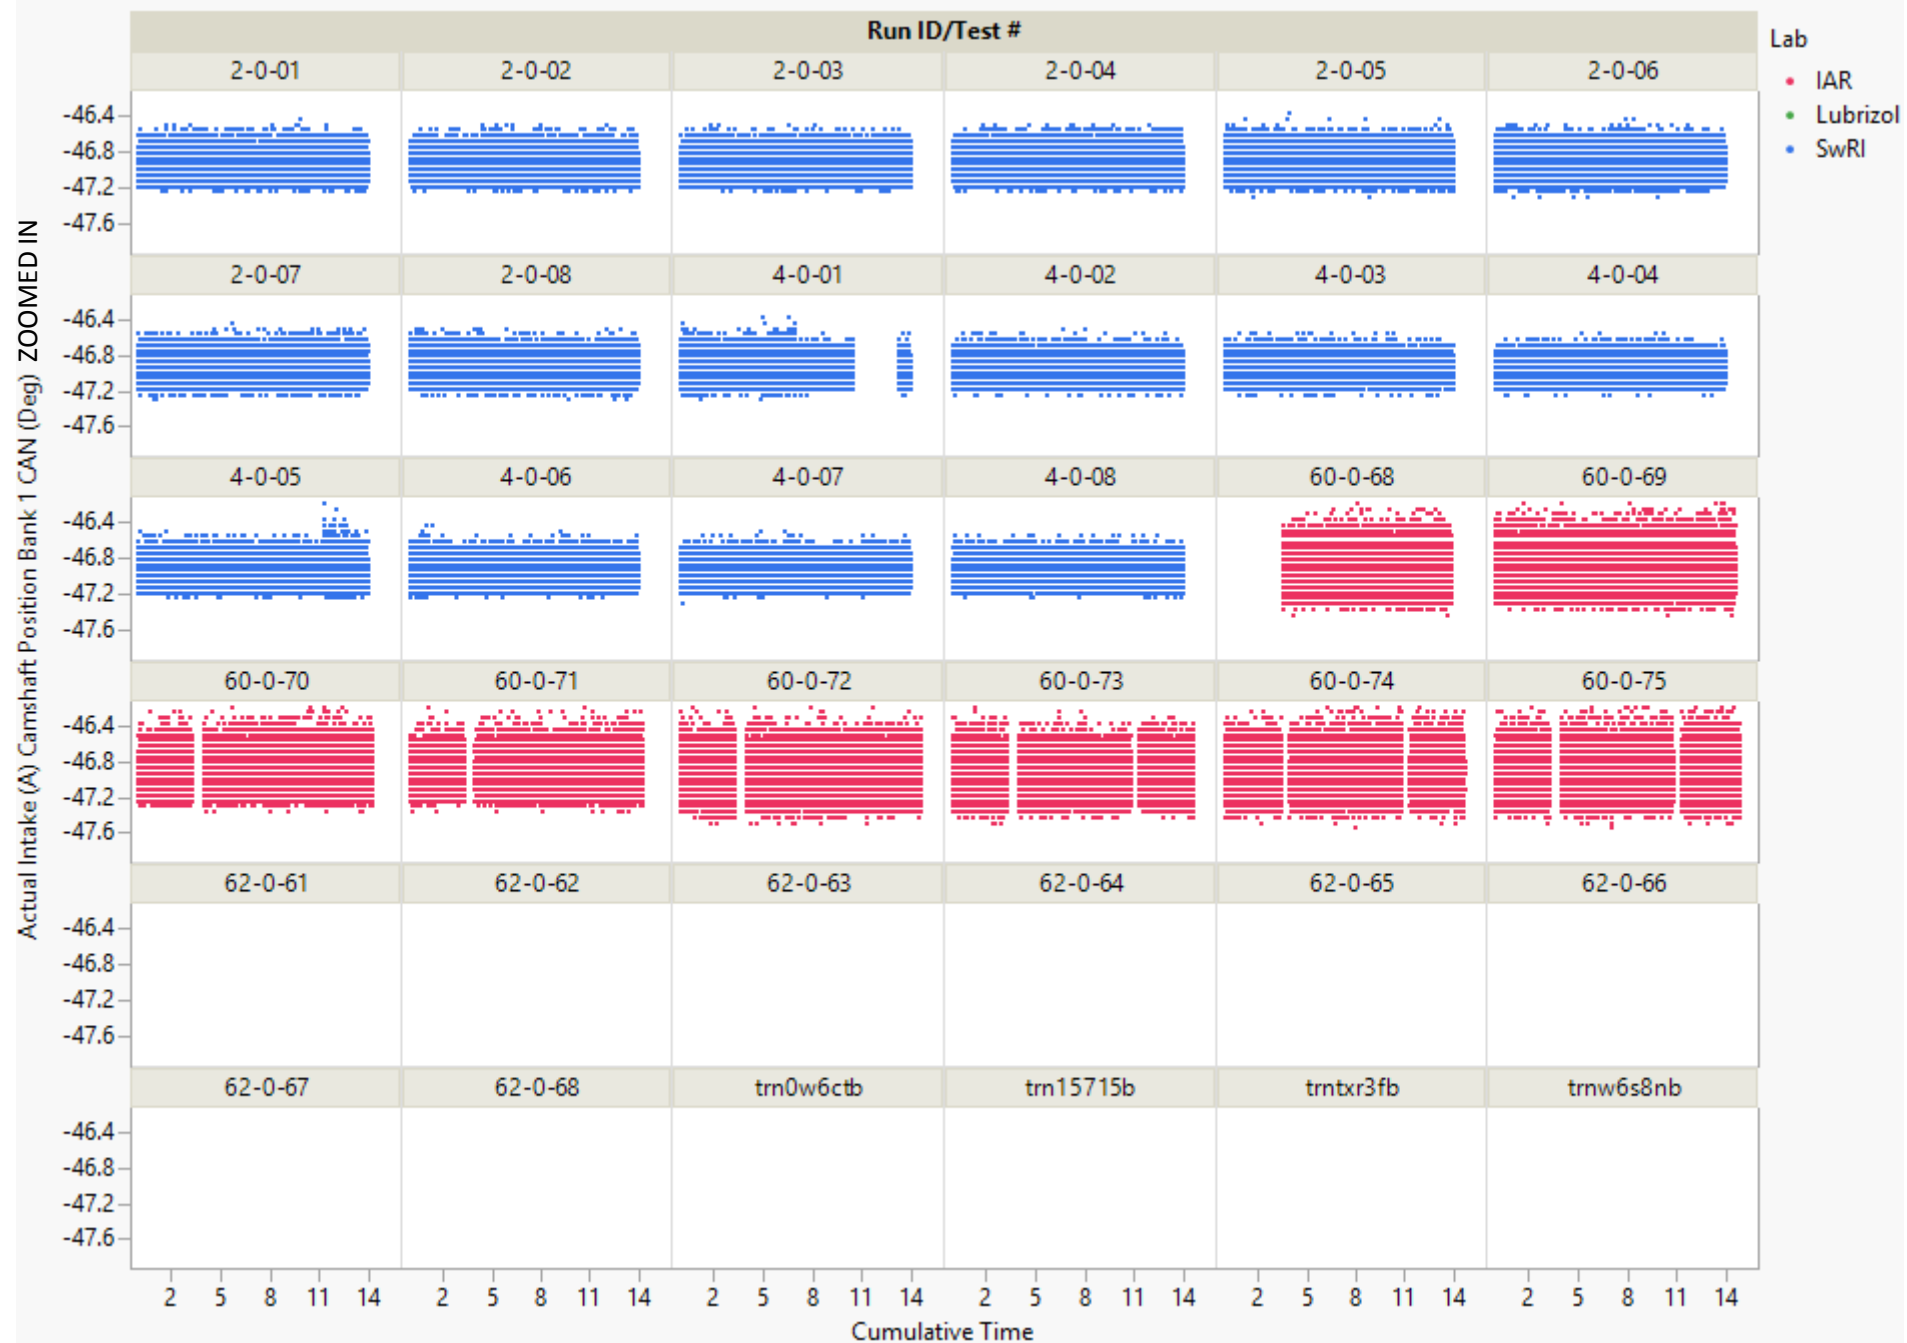 Run ID/Test #
2-0-01 2-0-02 2-0-03 2-0-04 2-0-05 2-0-06
-46.4
-46.8
-47.2
-47.6
2-0-07 2-0-08 4-0-01 4-0-02 4-0-03 4-0-04
-46.4
-46.8
-47.2
-47.6
4-0-05 4-0-06 4-0-07 4-0-08 60-0-68 60-0-69
-46.4
-46.8
-47.2
-47.6
60-0-70 60-0-71 60-0-72 60-0-73 60-0-74 60-0-75
-46.4
-46.8
-47.2
-47.6
62-0-61 62-0-62 62-0-63 62-0-64 62-0-65 62-0-66
-46.4
-46.8
-47.2
-47.6
62-0-67 62-0-68 trn0w6ctb trn15715b trntxr3fb trnw6s8nb
-46.4
-46.8
-47.2
-47.6
2 5 8 11 14 2 5 8 11 14 2 5 8 11 14 2 5 8 11 14 2 5 8 11 14 2 5 8 11 14
Cumulative Time
Actual Intake (A) Camshaft Position Bank 1 CAN (Deg) ZOOMED IN
Lab
IAR
Lubrizol
SwRI